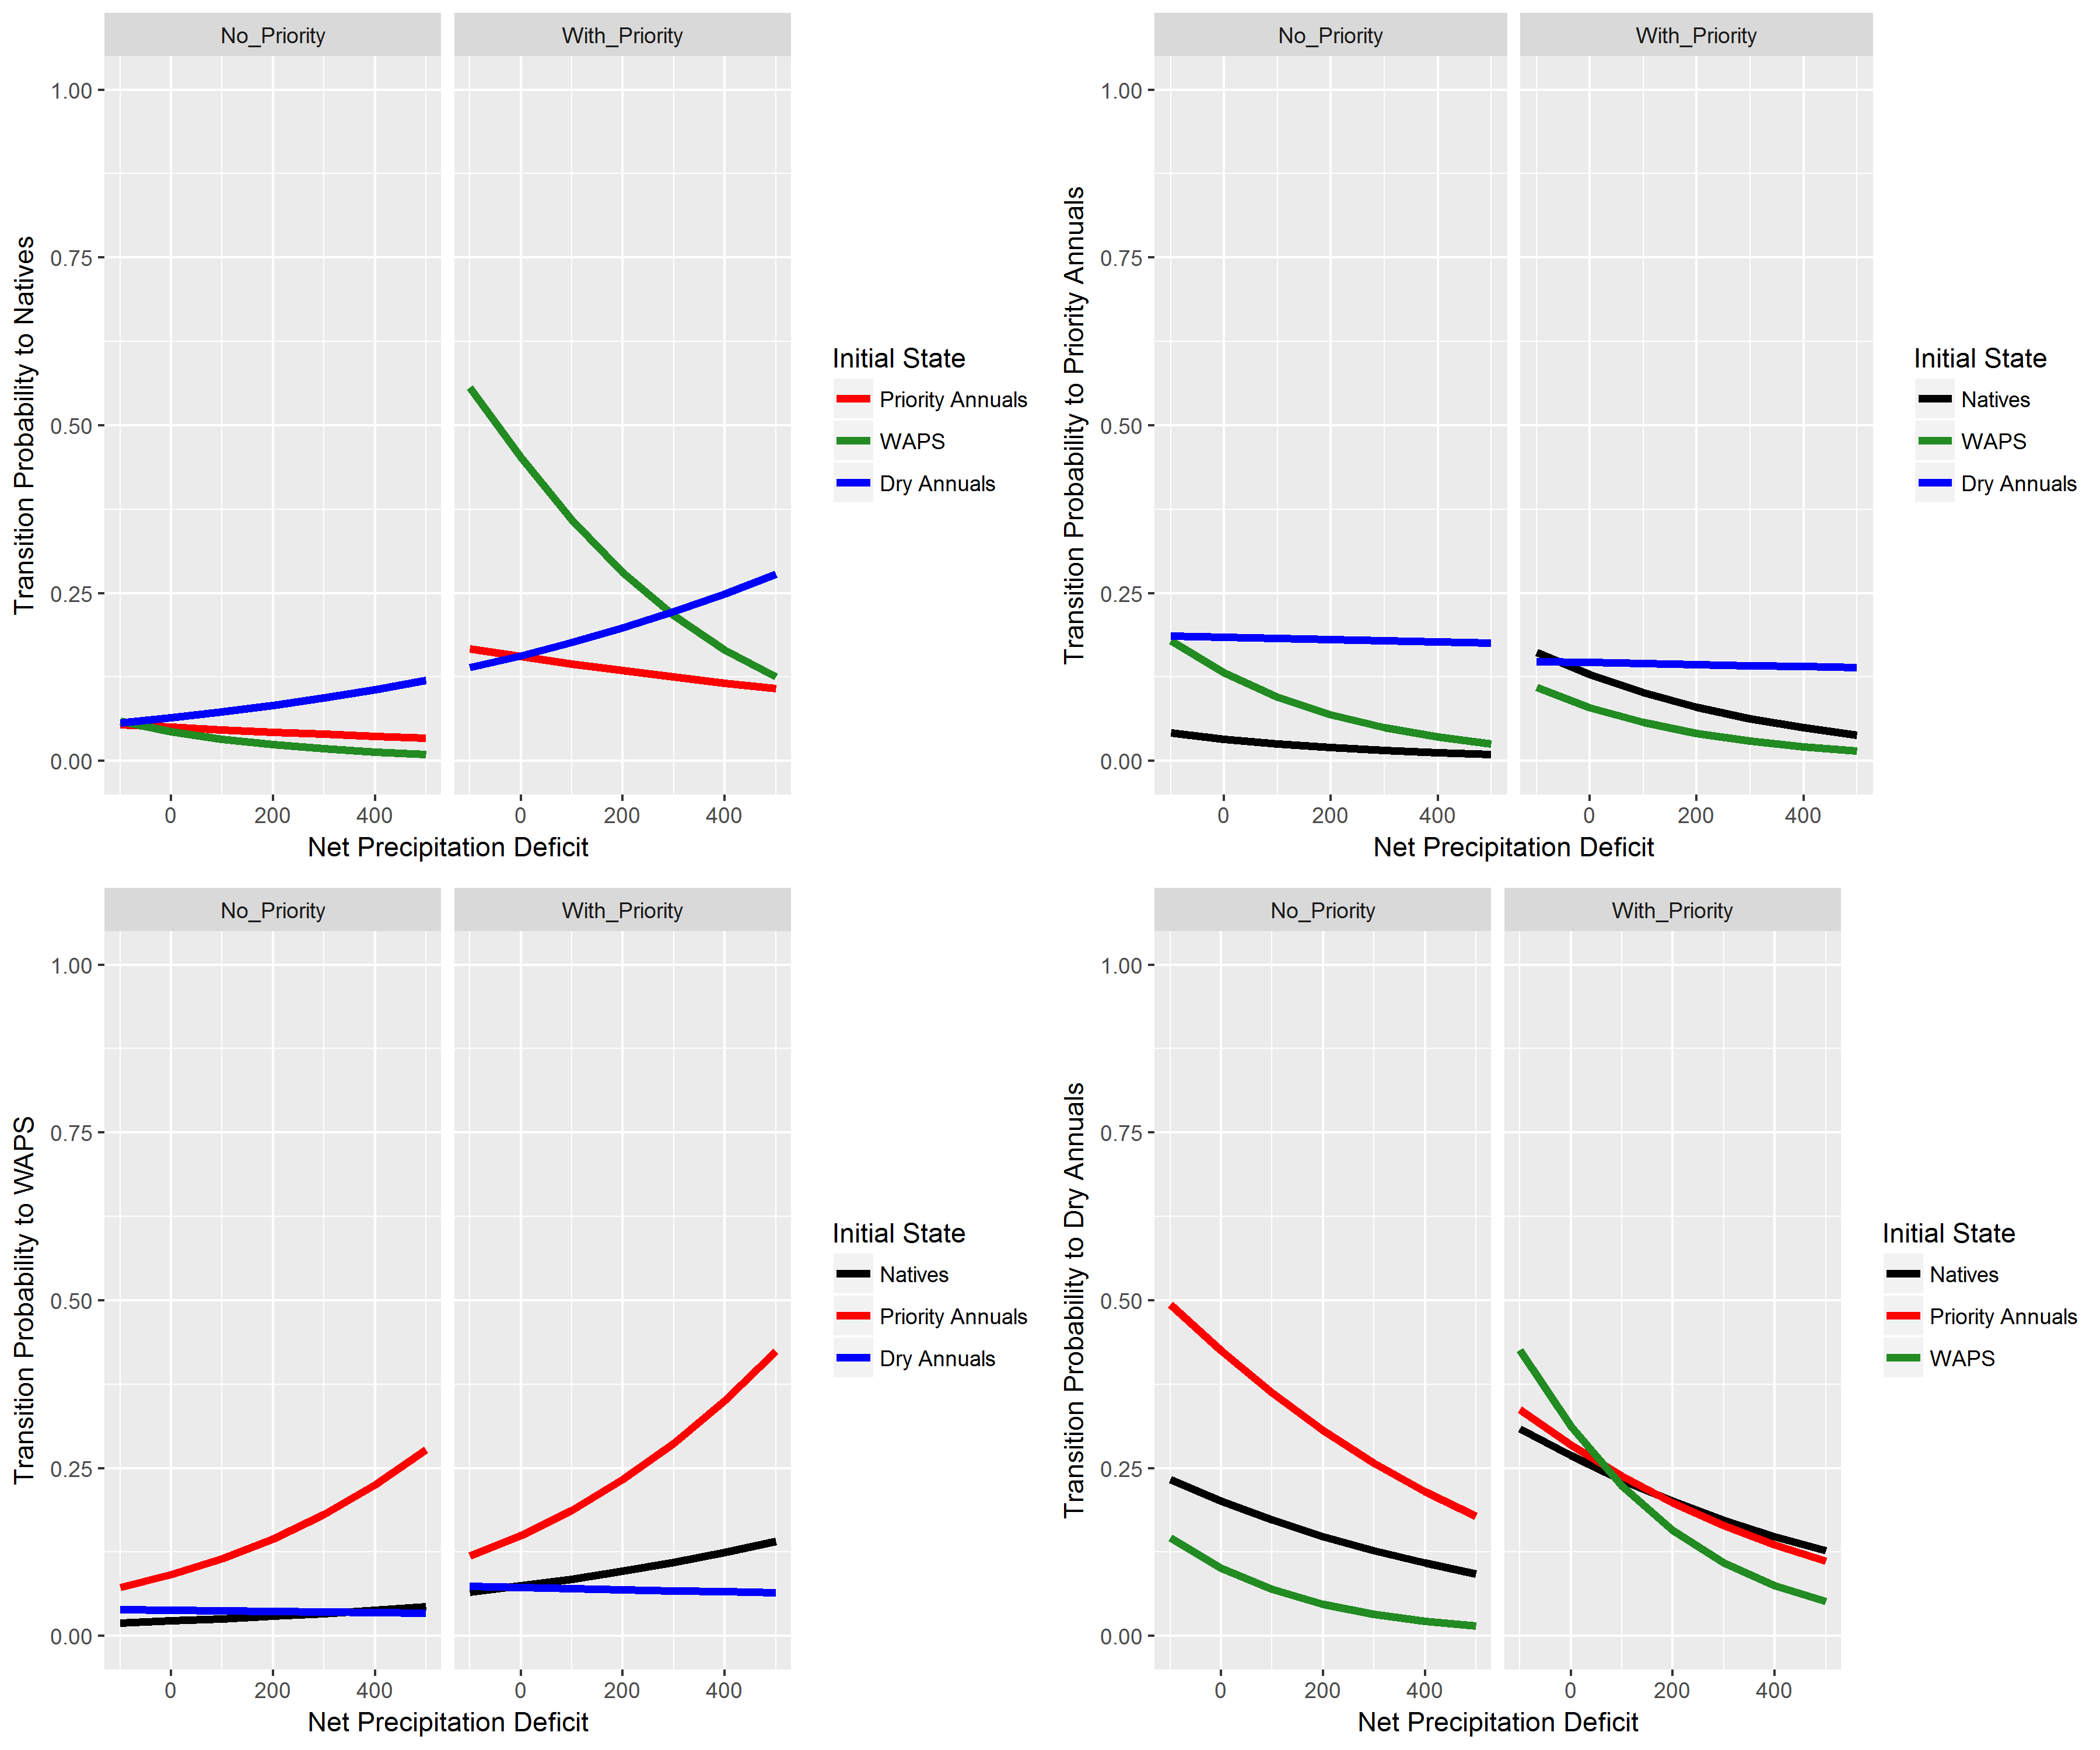 No_Priority With_Priority
Transition Probability to Natives
1.00
0.75
0.50
0.25
0.00
0 200 400 0 200 400
Net Precipitation Deficit
Initial State
Priority Annuals
WAPS
Dry Annuals
No_Priority With_Priority
Transition Probability to Priority Annuals
1.00
0.75
0.50
0.25
0.00
0 200 400 0 200 400
Net Precipitation Deficit
Initial State
Natives
WAPS
Dry Annuals
No_Priority With_Priority
Transition Probability to WAPS
1.00
0.75
0.50
0.25
0.00
0 200 400 0 200 400
Net Precipitation Deficit
Initial State
Natives
Priority Annuals
Dry Annuals
No_Priority With_Priority
Transition Probability to Dry Annuals
1.00
0.75
0.50
0.25
0.00
0 200 400 0 200 400
Net Precipitation Deficit
Initial State
Natives
Priority Annuals
WAPS